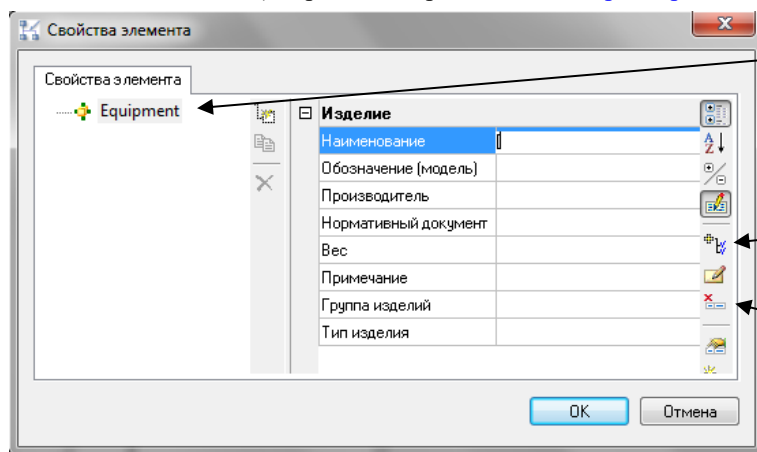 Свойства элемента
Свойства элемента
Equipment
Изделие
Наименование
Обозначение (модель)
Производитель
Нормативный документ
Вес
Примечание
Группа изделий
Тип изделия
OK
Отмена